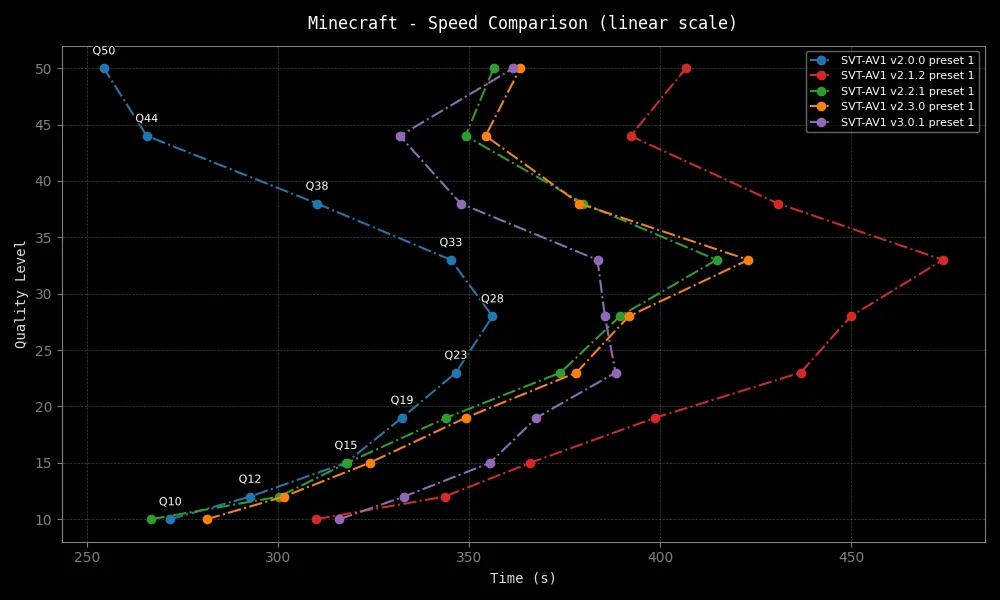 Minecraft - Speed Comparison (linear scale)
SVT-AV1 v2.0.0 preset 1
SVT-AV1 v2.1.2 preset 1
SVT-AV1 v2.2.1 preset 1
SVT-AV1 v2.3.0 preset 1
SVT-AV1 v3.0.1 preset 1
Q50
Q44
Q38
Q33
Q28
Q23
Q19
Q15
Q12
Q10
Quality Level
50
45
40
35
30
25
20
15
10
250 300 350 400 450
Time (s)